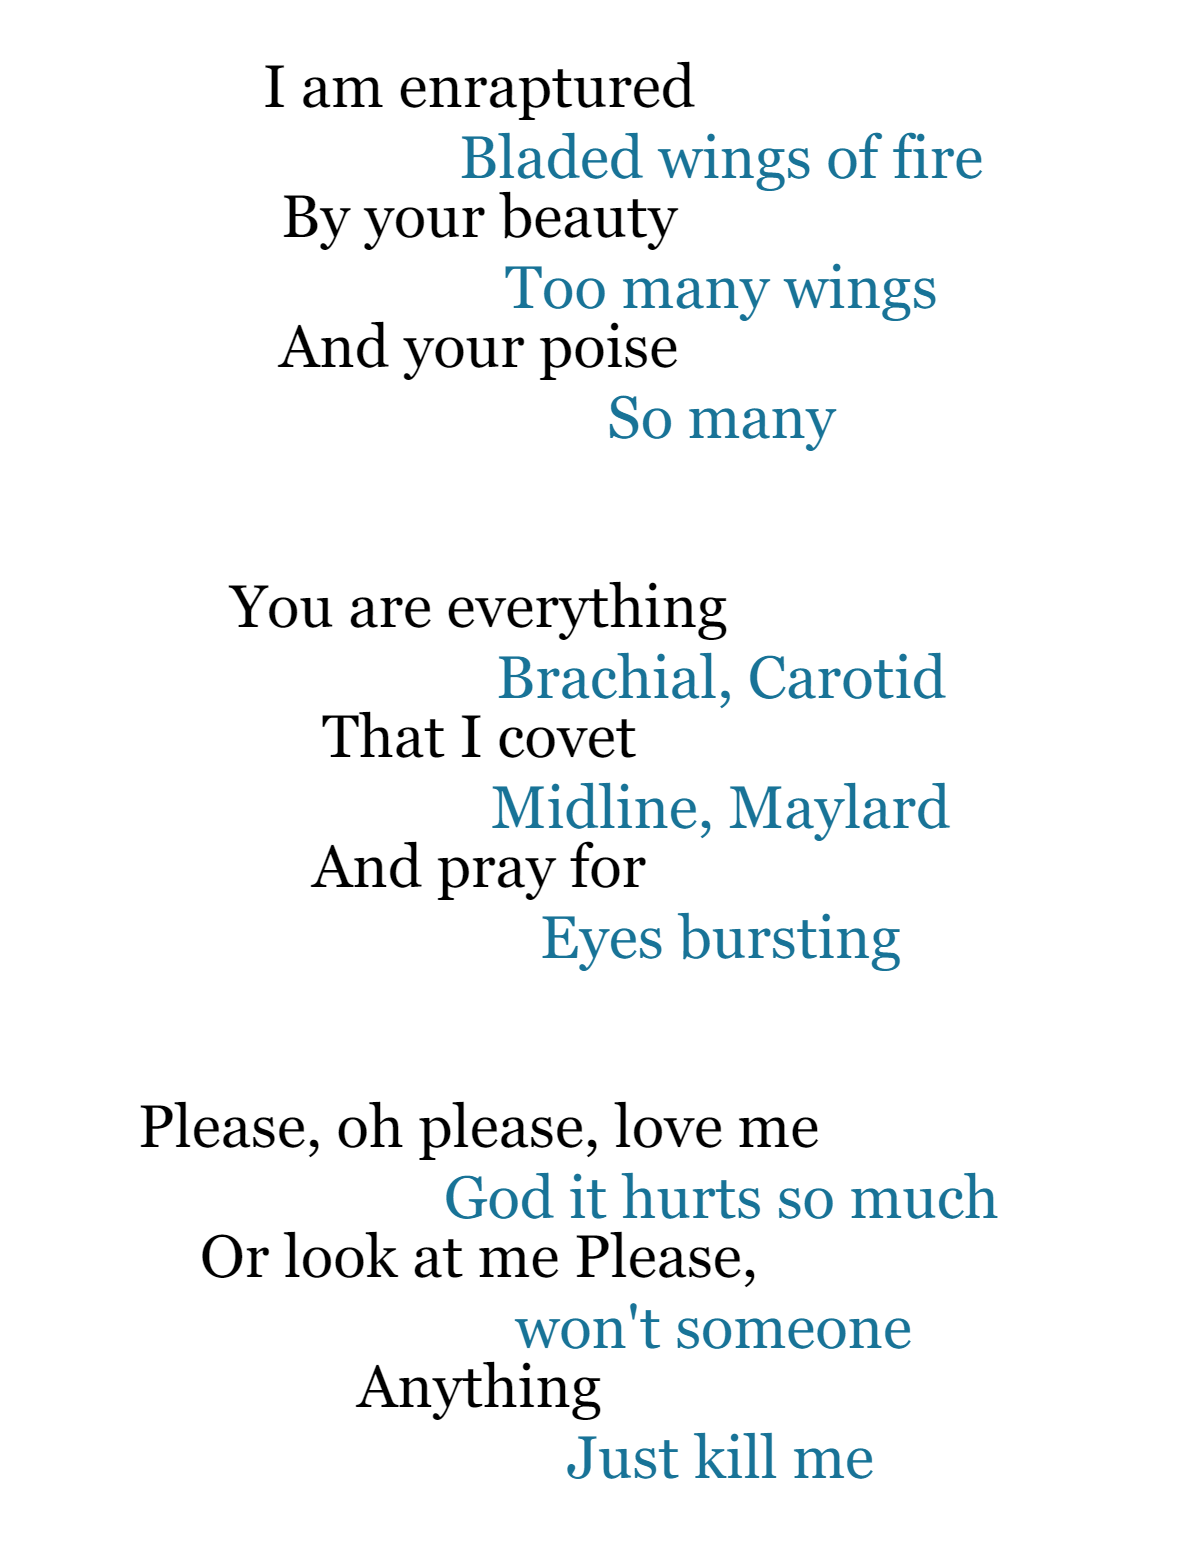 I am enraptured
Bladed wings of fire
By your beauty
Too many wings
And your poise
So many
You are everything
Brachial, Carotid
That I covet
Midline, Maylard
And pray for
Eyes bursting
Please, oh please, love me
God it hurts so much
Or look at me Please,
won't someone
Anything
Just kill me